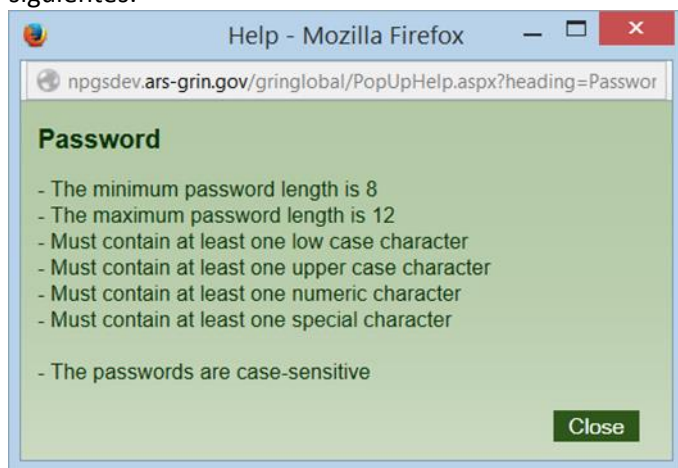 siguientes:
Help - Mozilla Firefox
npgsdev.ars-grin.gov/gringlobal/PopUpHelp.aspx?heading=Passwor
Password
- The minimum password length is 8
- The maximum password length is 12
- Must contain at least one low case character
- Must contain at least one upper case character
- Must contain at least one numeric character
- Must contain at least one special character
- The passwords are case-sensitive
Close